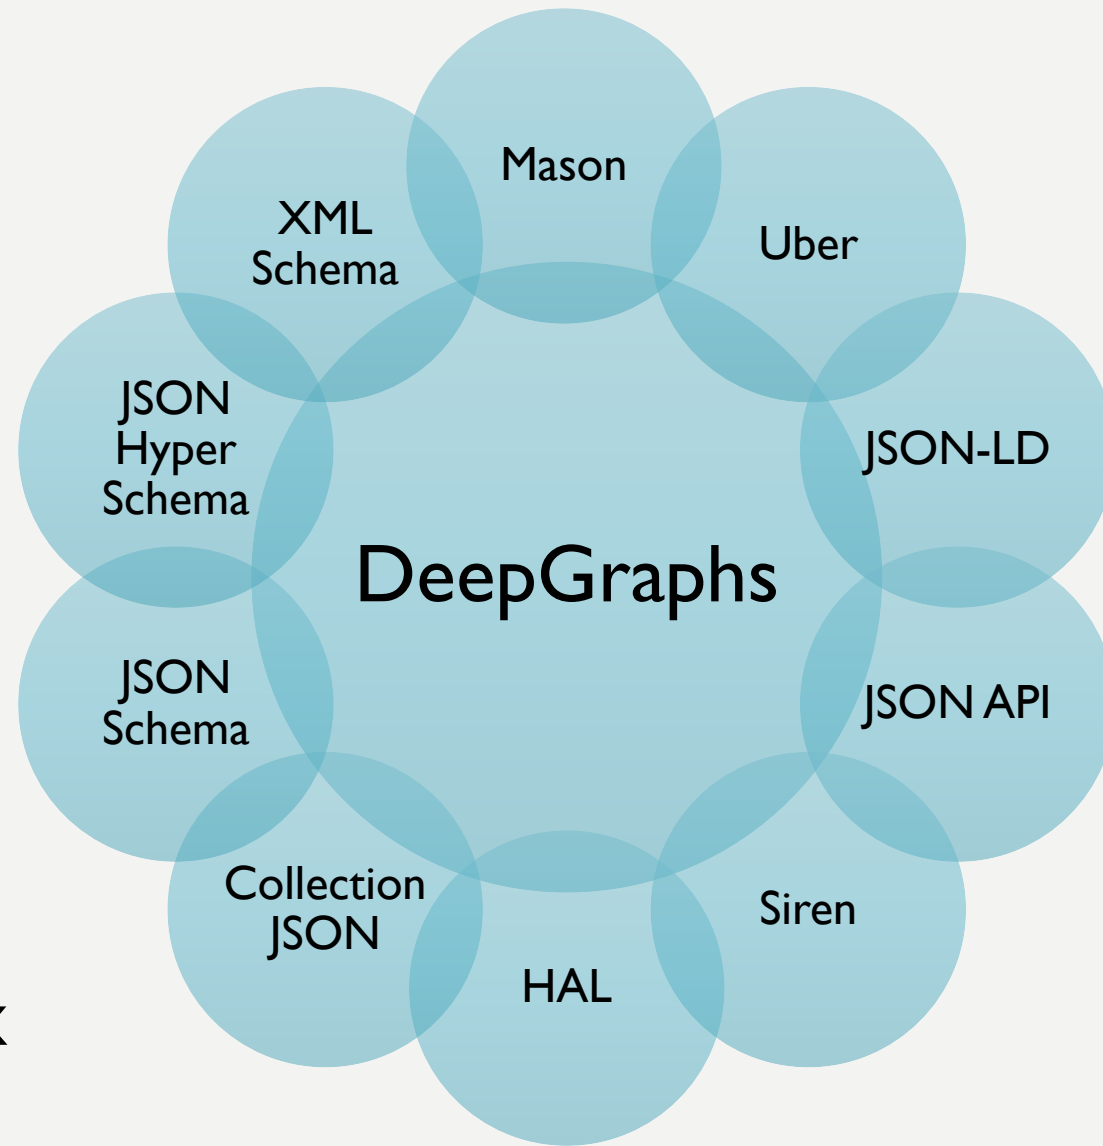 Mason
XML
Schema
Uber
JSON
Hyper
Schema
JSON-LD
DeepGraphs
JSON
Schema
JSON API
Collection
JSON
Siren
HAL